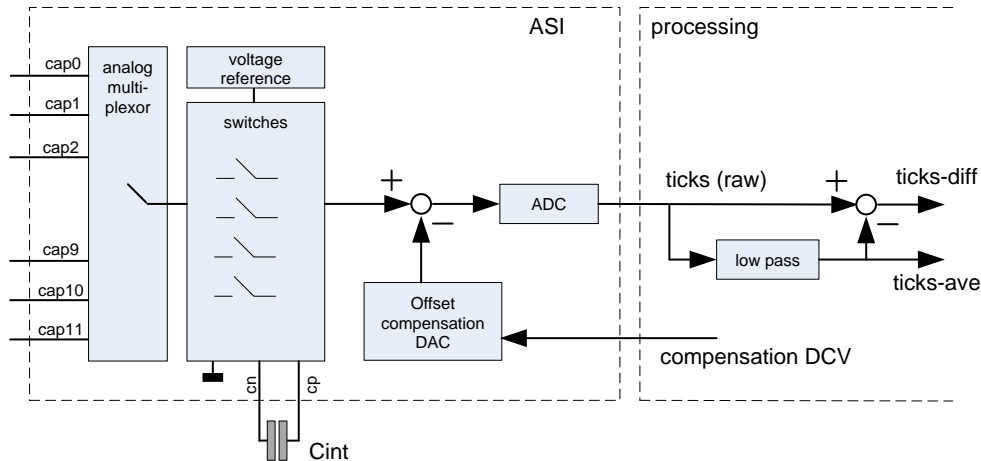 ASI
processing
cap0
cap1
cap2
cap9
cap10
cap11
analog
multi-
plexor
voltage
reference
switches
cn
cp
Cint
+
−
ADC
Offset
compensation
DAC
ticks (raw)
low pass
+
−
ticks-diff
ticks-ave
compensation DCV